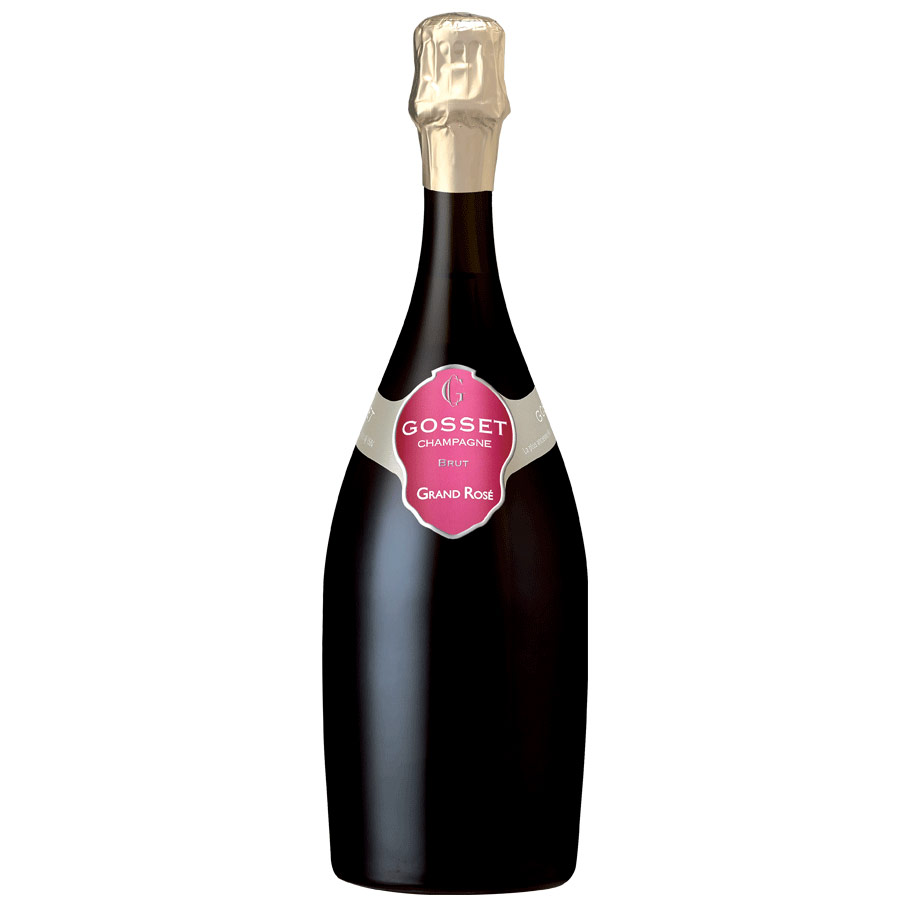 G
GOSSET
CHAMPAGNE
BRUT
GRAND ROSÉ